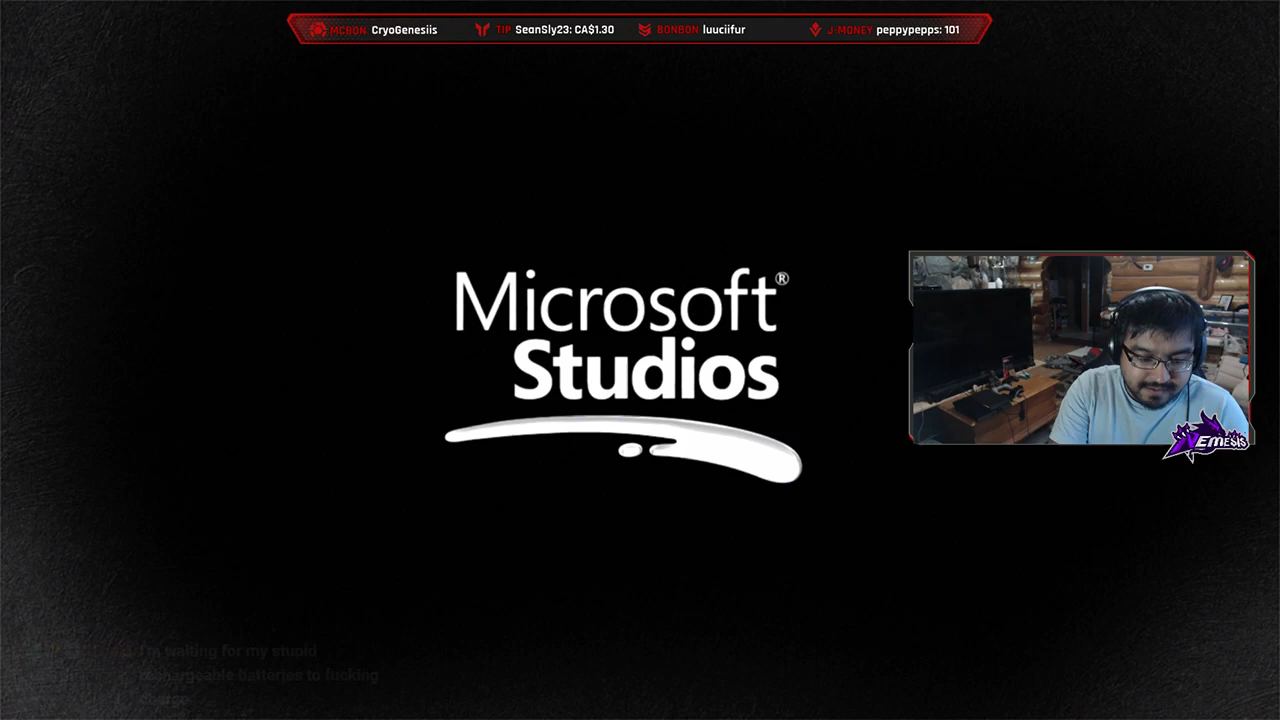 MCBON CryoGenesiis TIP SeanSly23: CA$1.30 BONBON luuciifur J-MONEY peppypepps: 101
Microsoft®
Studios
NEMESIS
I'm waiting for my stupid
rechargeable batteries to fucking
charge